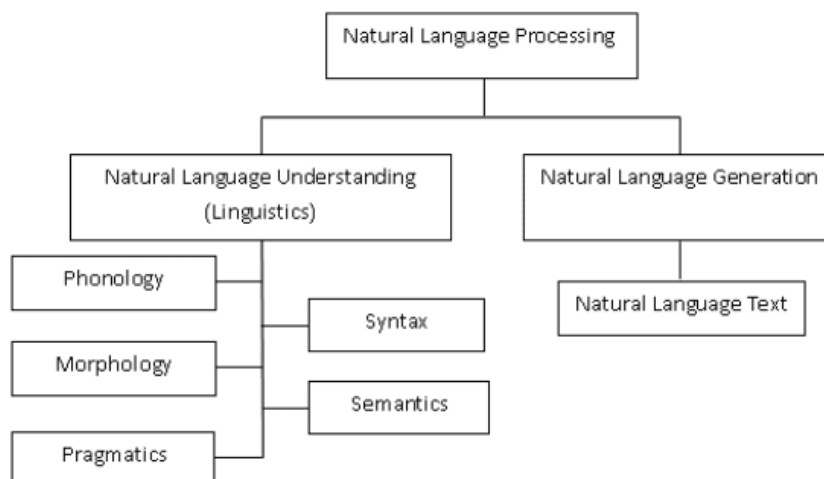 Natural Language Processing
Natural Language Understanding
(Linguistics)
Natural Language Generation
Phonology
Natural Language Text
Syntax
Morphology
Semantics
Pragmatics